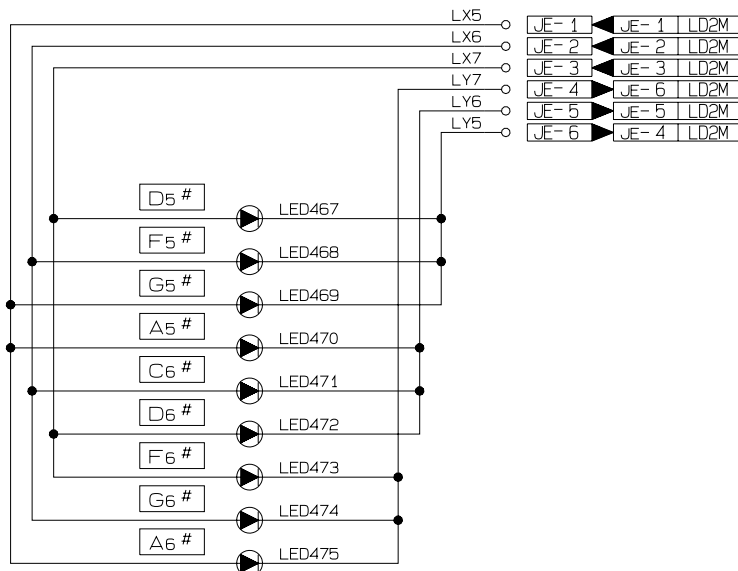 LX5 JE-1 JE-1 LD2M
LX6 JE-2 JE-2 LD2M
LX7 JE-3 JE-3 LD2M
LY7 JE-4 JE-6 LD2M
LY6 JE-5 JE-5 LD2M
LY5 JE-6 JE-4 LD2M
D5 # LED467
F5 # LED468
G5 # LED469
A5 # LED470
C6 # LED471
D6 # LED472
F6 # LED473
G6 # LED474
A6 # LED475